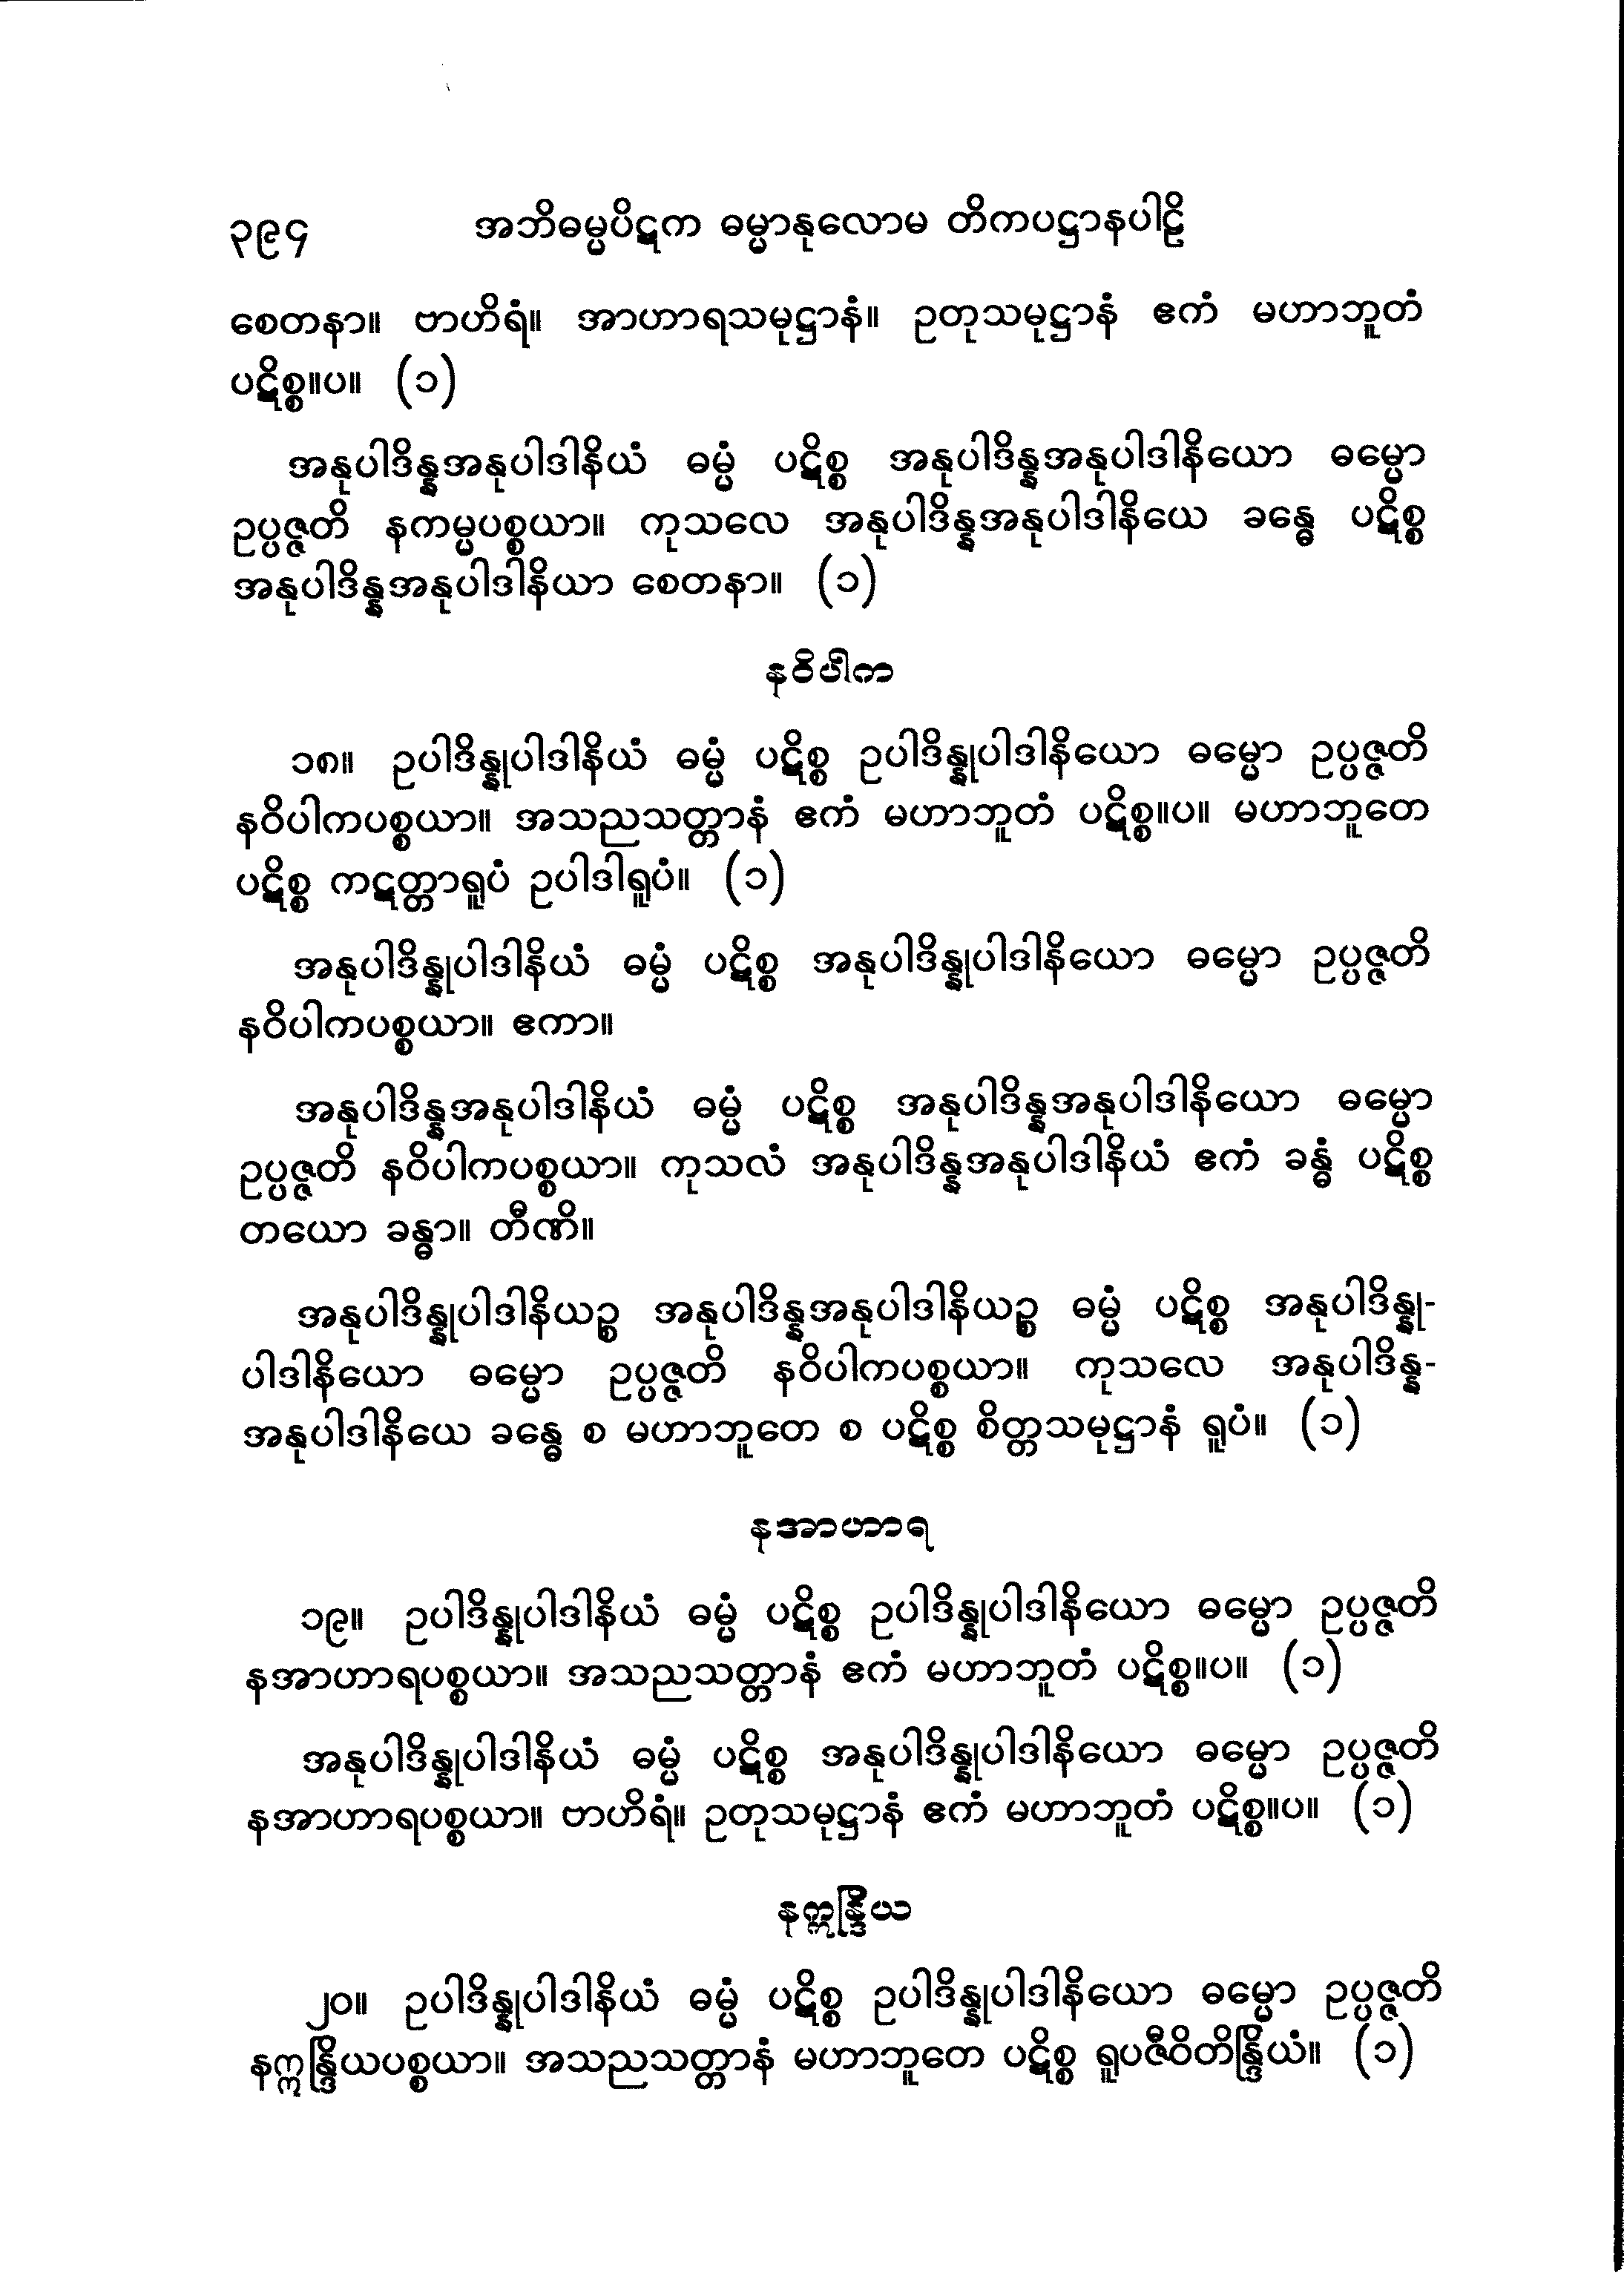 ၃၉၄ အဘိဓမ္မပိဋက ဓမ္မာနုလောမ တိကပဋ္ဌာနပါဠိ
စေတနာ။ ဗာဟိရံ။ အာဟာရသမုဋ္ဌာနံ။ ဥတုသမုဋ္ဌာနံ ဧကံ မဟာဘူတံ
ပဋိစ္စ။ပ။ (၁)
အနုပါဒိန္နအနုပါဒါနိယံ ဓမ္မံ ပဋိစ္စ အနုပါဒိန္နအနုပါဒါနိယော ဓမ္မော
ဥပ္ပဇ္ဇတိ နကမ္မပစ္စယာ။ ကုသလေ အနုပါဒိန္နအနုပါဒါနိယေ ခန္ဓေ ပဋိစ္စ
အနုပါဒိန္နအနုပါဒါနိယာ စေတနာ။ (၁)
နဝိပါက
၁၈။ ဥပါဒိန္နုပါဒါနိယံ ဓမ္မံ ပဋိစ္စ ဥပါဒိန္နုပါဒါနိယော ဓမ္မော ဥပ္ပဇ္ဇတိ
နဝိပါကပစ္စယာ။ အသညသတ္တာနံ ဧကံ မဟာဘူတံ ပဋိစ္စ။ပ။ မဟာဘူတေ
ပဋိစ္စ ကဋတ္တာရူပံ ဥပါဒါရူပံ။ (၁)
အနုပါဒိန္နုပါဒါနိယံ ဓမ္မံ ပဋိစ္စ အနုပါဒိန္နုပါဒါနိယော ဓမ္မော ဥပ္ပဇ္ဇတိ
နဝိပါကပစ္စယာ။ ဧကာ။
အနုပါဒိန္နအနုပါဒါနိယံ ဓမ္မံ ပဋိစ္စ အနုပါဒိန္နအနုပါဒါနိယော ဓမ္မော
ဥပ္ပဇ္ဇတိ နဝိပါကပစ္စယာ။ ကုသလံ အနုပါဒိန္နအနုပါဒါနိယံ ဧကံ ခန္ဓံ ပဋိစ္စ
တယော ခန္ဓာ။ တီဏိ။
အနုပါဒိန္နုပါဒါနိယဉ္စ အနုပါဒိန္နအနုပါဒါနိယဉ္စ ဓမ္မံ ပဋိစ္စ အနုပါဒိန္နု-
ပါဒါနိယော ဓမ္မော ဥပ္ပဇ္ဇတိ နဝိပါကပစ္စယာ။ ကုသလေ အနုပါဒိန္န-
အနုပါဒါနိယေ ခန္ဓေ စ မဟာဘူတေ စ ပဋိစ္စ စိတ္တသမုဋ္ဌာနံ ရူပံ။ (၁)
နအာဟာရ
၁၉။ ဥပါဒိန္နုပါဒါနိယံ ဓမ္မံ ပဋိစ္စ ဥပါဒိန္နုပါဒါနိယော ဓမ္မော ဥပ္ပဇ္ဇတိ
နအာဟာရပစ္စယာ။ အသညသတ္တာနံ ဧကံ မဟာဘူတံ ပဋိစ္စ။ပ။ (၁)
အနုပါဒိန္နုပါဒါနိယံ ဓမ္မံ ပဋိစ္စ အနုပါဒိန္နုပါဒါနိယော ဓမ္မော ဥပ္ပဇ္ဇတိ
နအာဟာရပစ္စယာ။ ဗာဟိရံ။ ဥတုသမုဋ္ဌာနံ ဧကံ မဟာဘူတံ ပဋိစ္စ။ပ။ (၁)
နဣန္ဒြိယ
၂၀။ ဥပါဒိန္နုပါဒါနိယံ ဓမ္မံ ပဋိစ္စ ဥပါဒိန္နုပါဒါနိယော ဓမ္မော ဥပ္ပဇ္ဇတိ
နဣန္ဒြိယပစ္စယာ။ အသညသတ္တာနံ မဟာဘူတေ ပဋိစ္စ ရူပဇီဝိတိန္ဒြိယံ။ (၁)